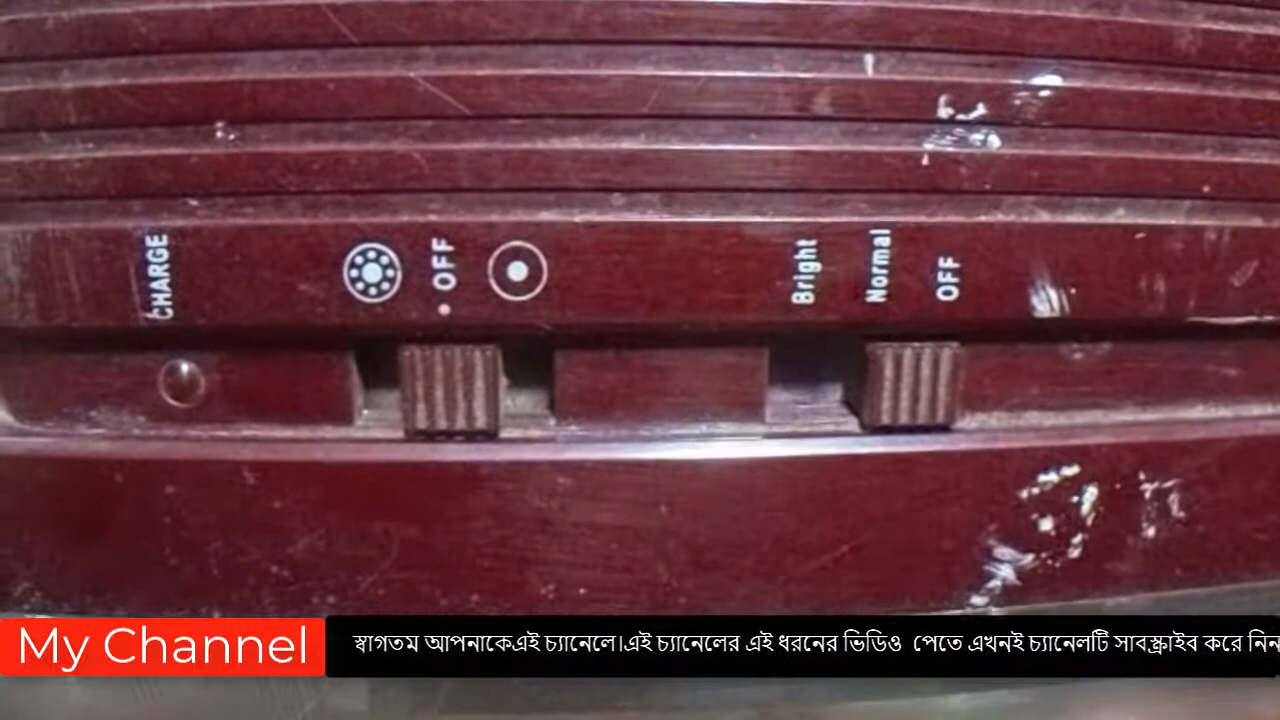 CHARGE
OFF
Bright
Normal
OFF
My Channel
স্বাগতম আপনাকেএই চ্যানেলে।এই চ্যানেলের এই ধরনের ভিডিও পেতে এখনই চ্যানেলটি সাবস্ক্রাইব করে নিন